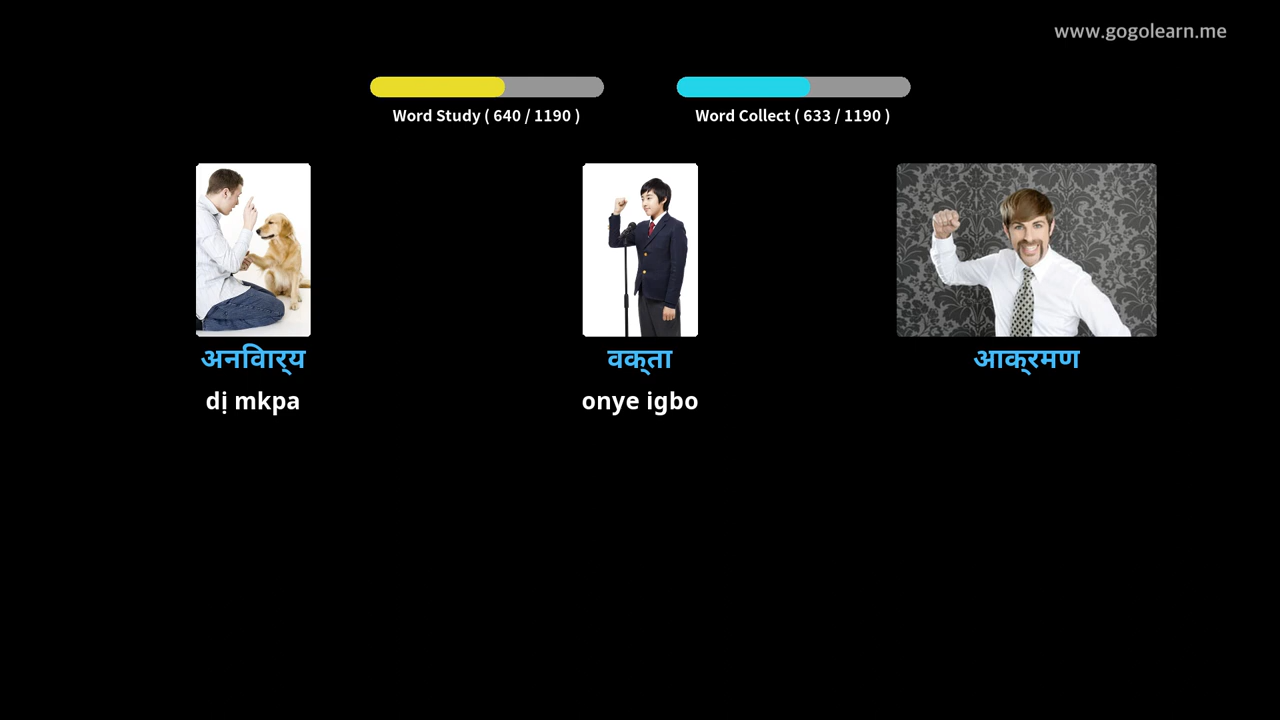 www.gogolearn.me
Word Study ( 640 / 1190 )
Word Collect ( 633 / 1190 )
अनिवार्य
वक्ता
आक्रमण
dị mkpa
onye igbo